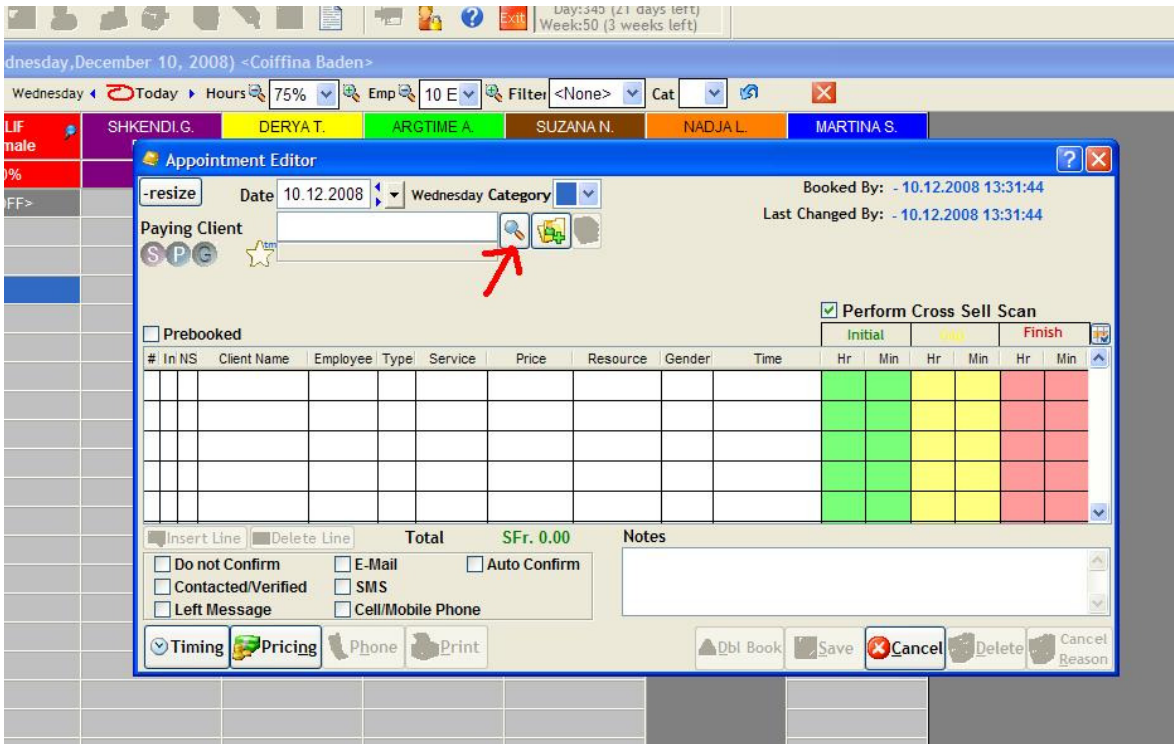 Exit
Day:345 (21 days left)
Week:50 (3 weeks left)
dnesday,December 10, 2008) <Coiffina Baden>
Wednesday Today Hours 75% Emp 10 E Filter <None> Cat
LIF SHKENDI.G. DERYA T. ARGTIME A. SUZANA N. NADJA L. MARTINA S.
male
0%
OFF>
Appointment Editor
-resize Date 10.12.2008 Wednesday Category
Booked By: - 10.12.2008 13:31:44
Last Changed By: - 10.12.2008 13:31:44
Paying Client
S P G tm
Perform Cross Sell Scan
Prebooked Initial Finish
# In NS Client Name Employee Type Service Price Resource Gender Time Hr Min Hr Min Hr Min
Insert Line Delete Line Total SFr. 0.00 Notes
Do not Confirm E-Mail Auto Confirm
Contacted/Verified SMS
Left Message Cell/Mobile Phone
Timing Pricing Phone Print Dbl Book Save Cancel Delete Cancel Reason